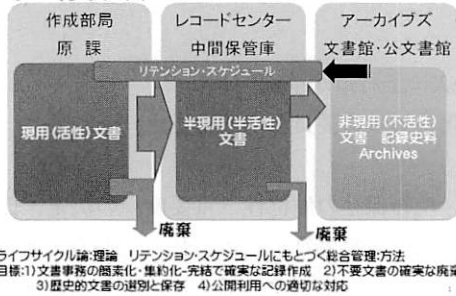 作成部局
原 課
レコードセンター
中間保管庫
アーカイブズ
文書館・公文書館
リテンション・スケジュール
現用(活性)文書
半現用(半活性)
文書
非現用(不活性)
文書 記録史料
Archives
廃棄
廃棄
ライフサイクル論:理論 リテンション・スケジュールにもとづく総合管理:方法
目標:1)文書事務の簡素化・集約化-完結で確実な記録作成 2)不要文書の確実な廃棄
3)歴史的文書の選別と保存 4)公開利用への適切な対応